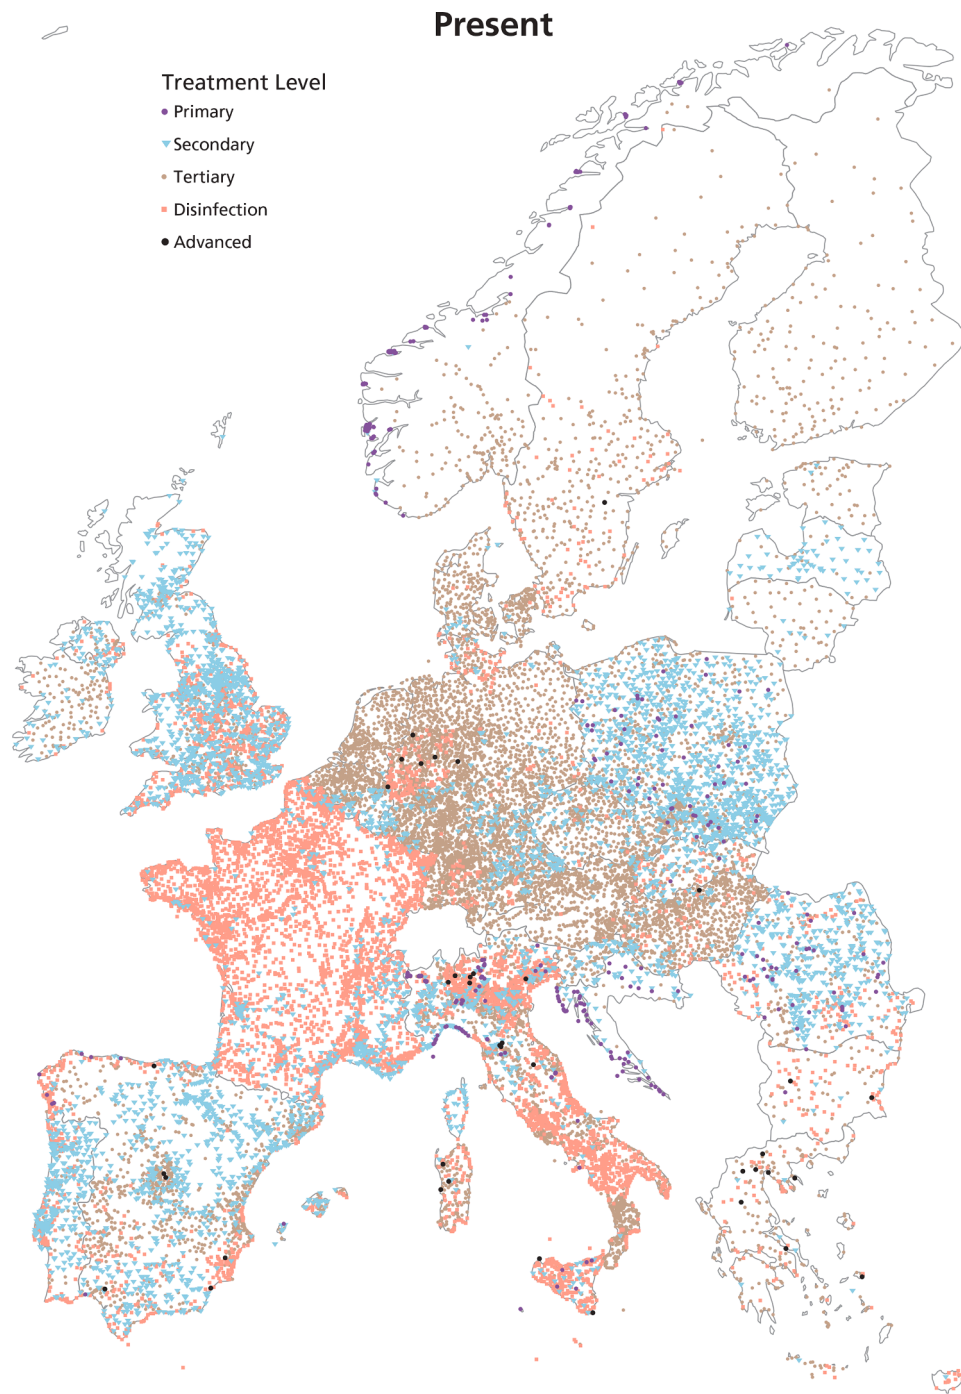 Present
Treatment Level
Primary
Secondary
Tertiary
Disinfection
Advanced